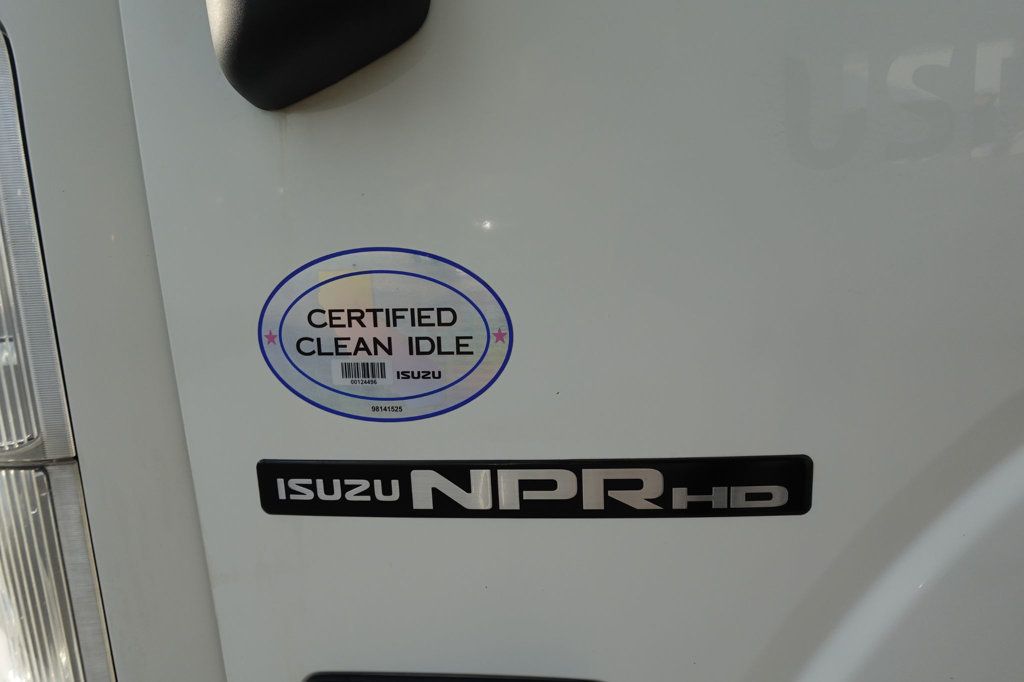 CERTIFIED
CLEAN IDLE
00124496
ISUZU
98141525
ISUZU NPR HD